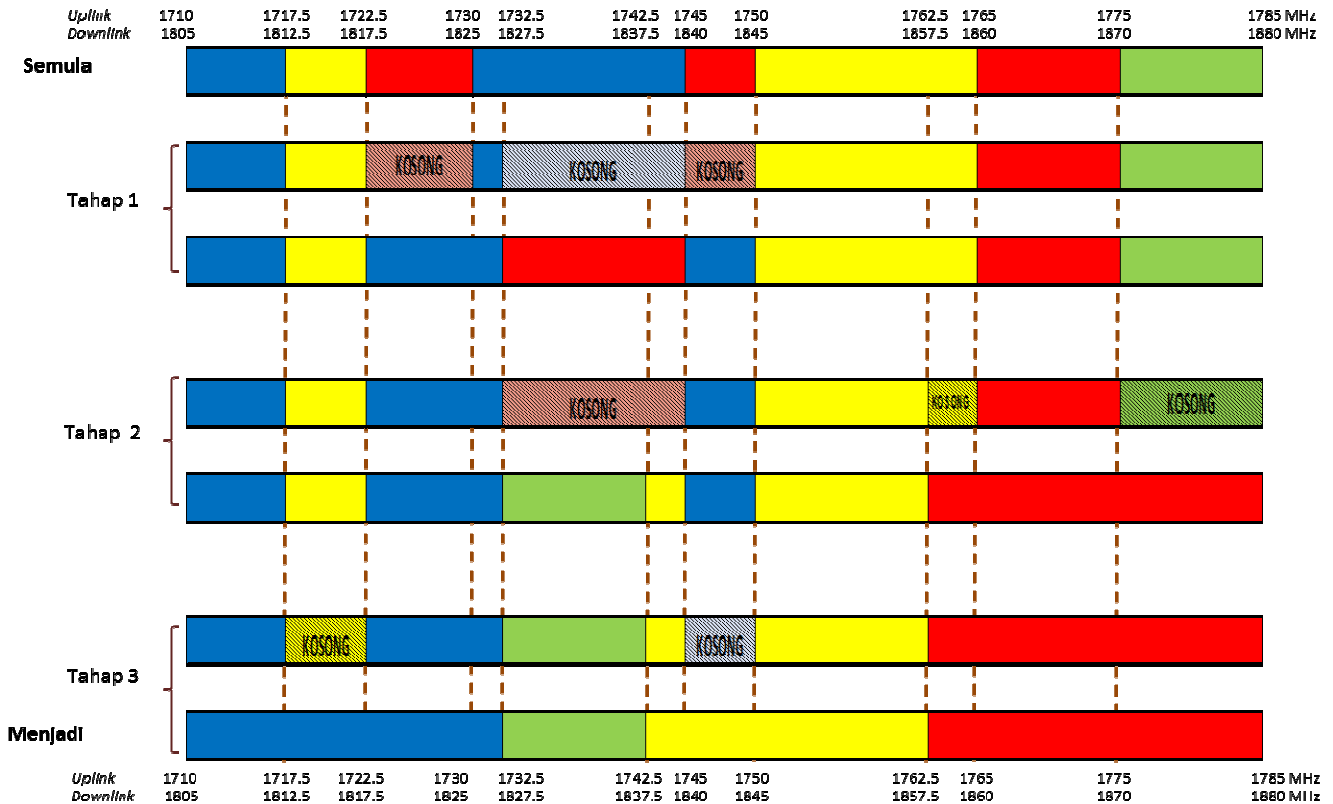 Uplink 1710 1717.5 1722.5 1730 1732.5 1742.5 1745 1750 1762.5 1765 1775 1785 MHz
Downlink 1805 1812.5 1817.5 1825 1827.5 1837.5 1840 1845 1857.5 1860 1870 1880 MHz
Semula
KOSONG KOSONG KOSONG
Tahap 1
KOSONG KOSONG KOSONG
Tahap 2
KOSONG KOSONG
Tahap 3
Menjadi
Uplink 1710 1717.5 1722.5 1730 1732.5 1742.5 1745 1750 1762.5 1765 1775 1785 MHz
Downlink 1805 1812.5 1817.5 1825 1827.5 1837.5 1840 1845 1857.5 1860 1870 1880 MHz